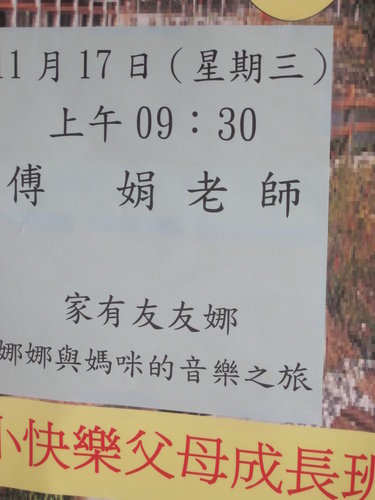 11月17日(星期三)
上午09:30
傅 娟老師
家有友友娜
娜娜與媽咪的音樂之旅
小快樂父母成長班